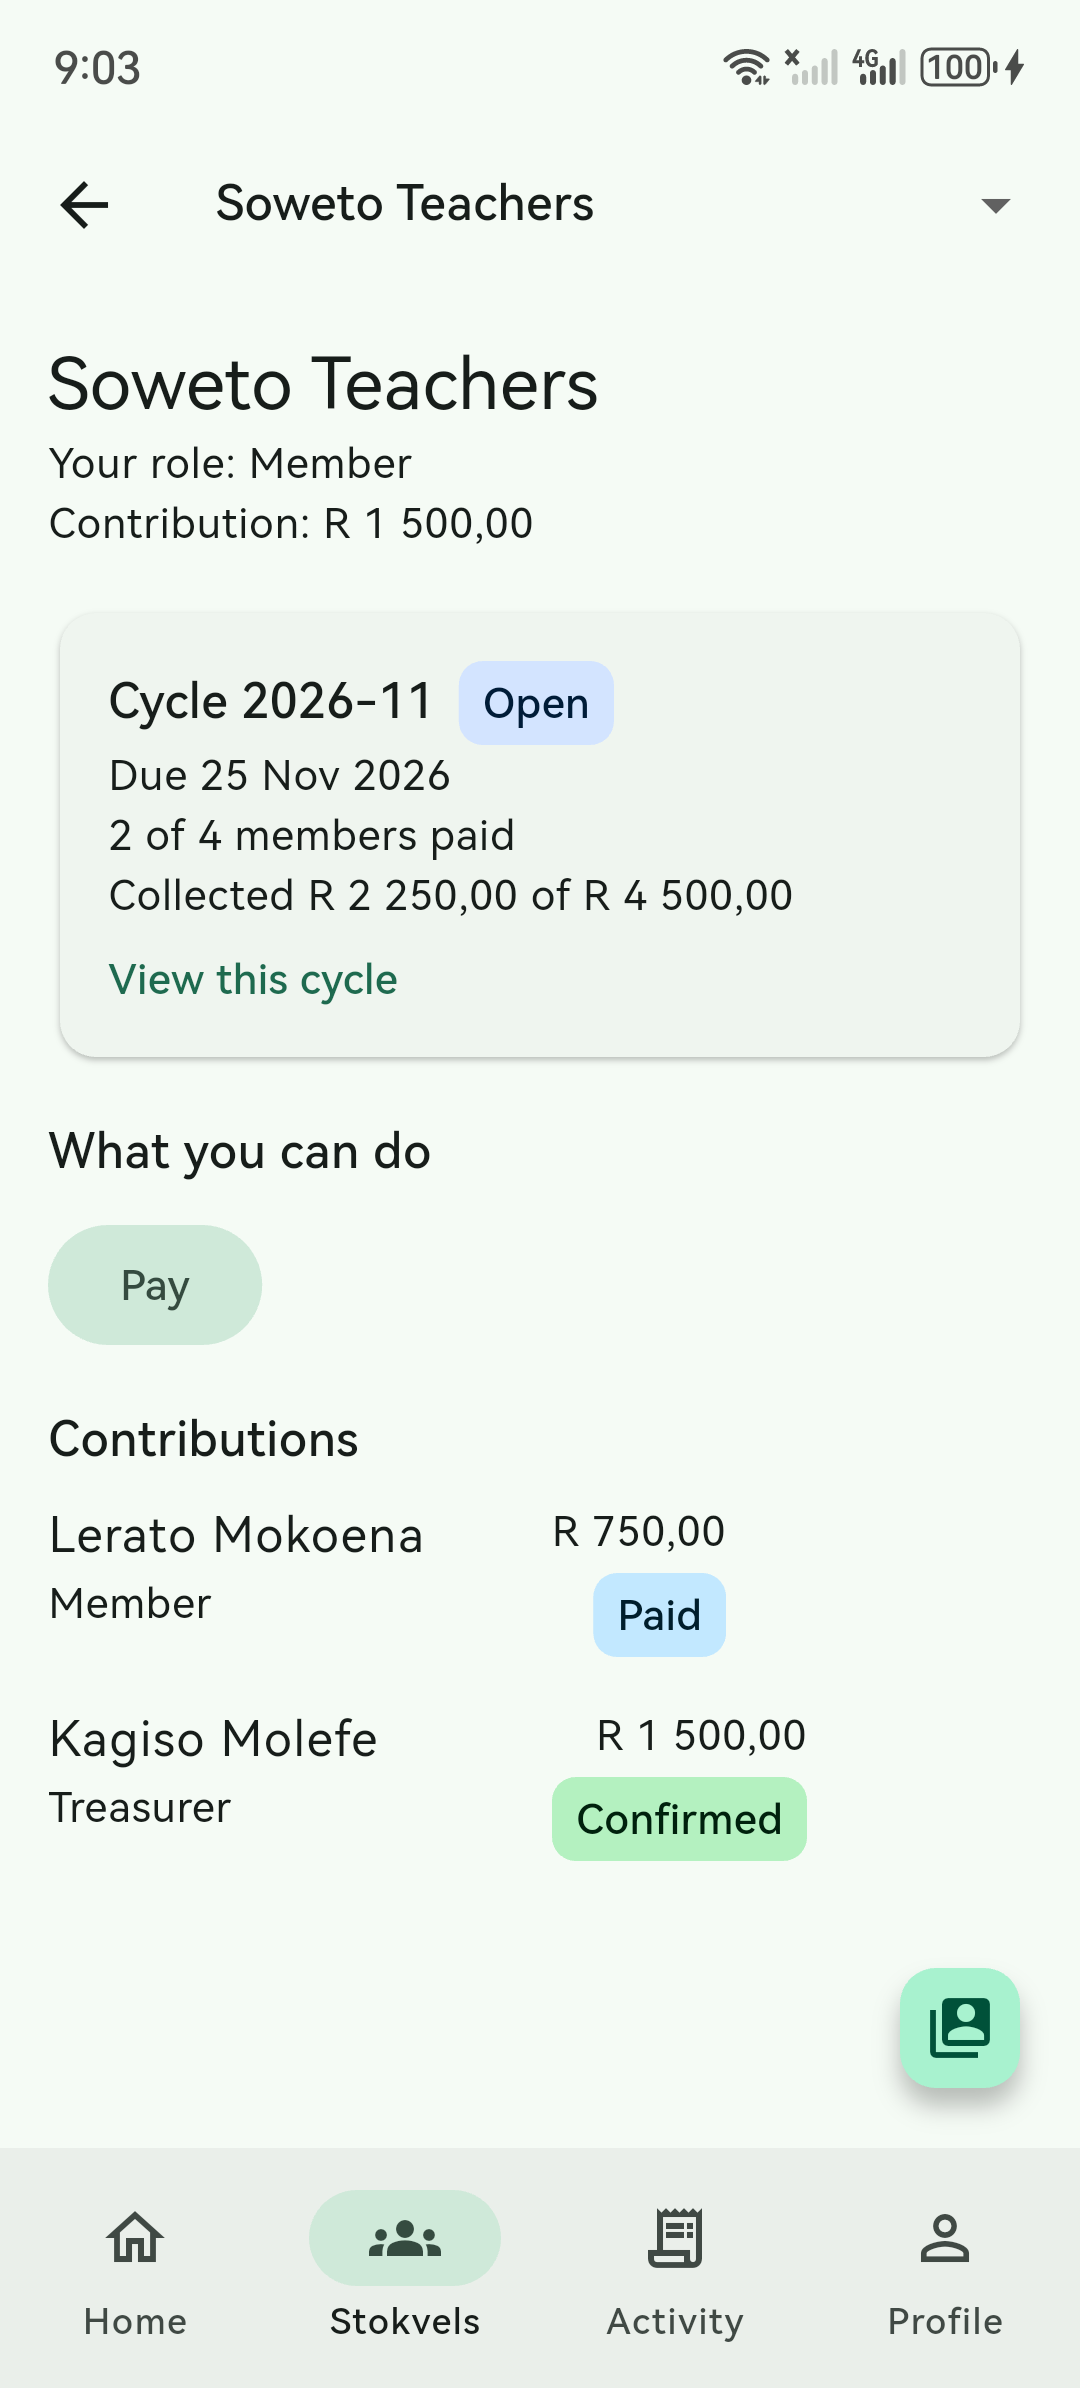 9:03
4G
100
Soweto Teachers
Soweto Teachers
Your role: Member
Contribution: R 1 500,00
Cycle 2026-11
Open
Due 25 Nov 2026
2 of 4 members paid
Collected R 2 250,00 of R 4 500,00
View this cycle
What you can do
Pay
Contributions
Lerato Mokoena
R 750,00
Member
Paid
Kagiso Molefe
R 1 500,00
Treasurer
Confirmed
Home
Stokvels
Activity
Profile